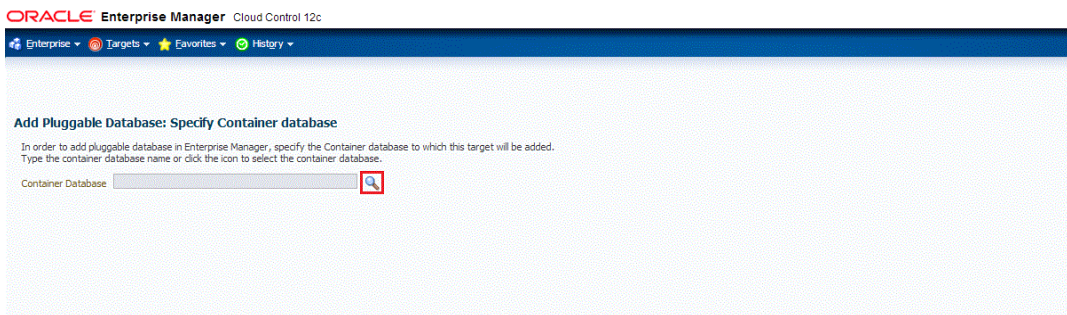 ORACLE Enterprise Manager Cloud Control 12c
Enterprise Targets Favorites History
Add Pluggable Database: Specify Container database
In order to add pluggable database in Enterprise Manager, specify the Container database to which this target will be added.
Type the container database name or click the icon to select the container database.
Container Database